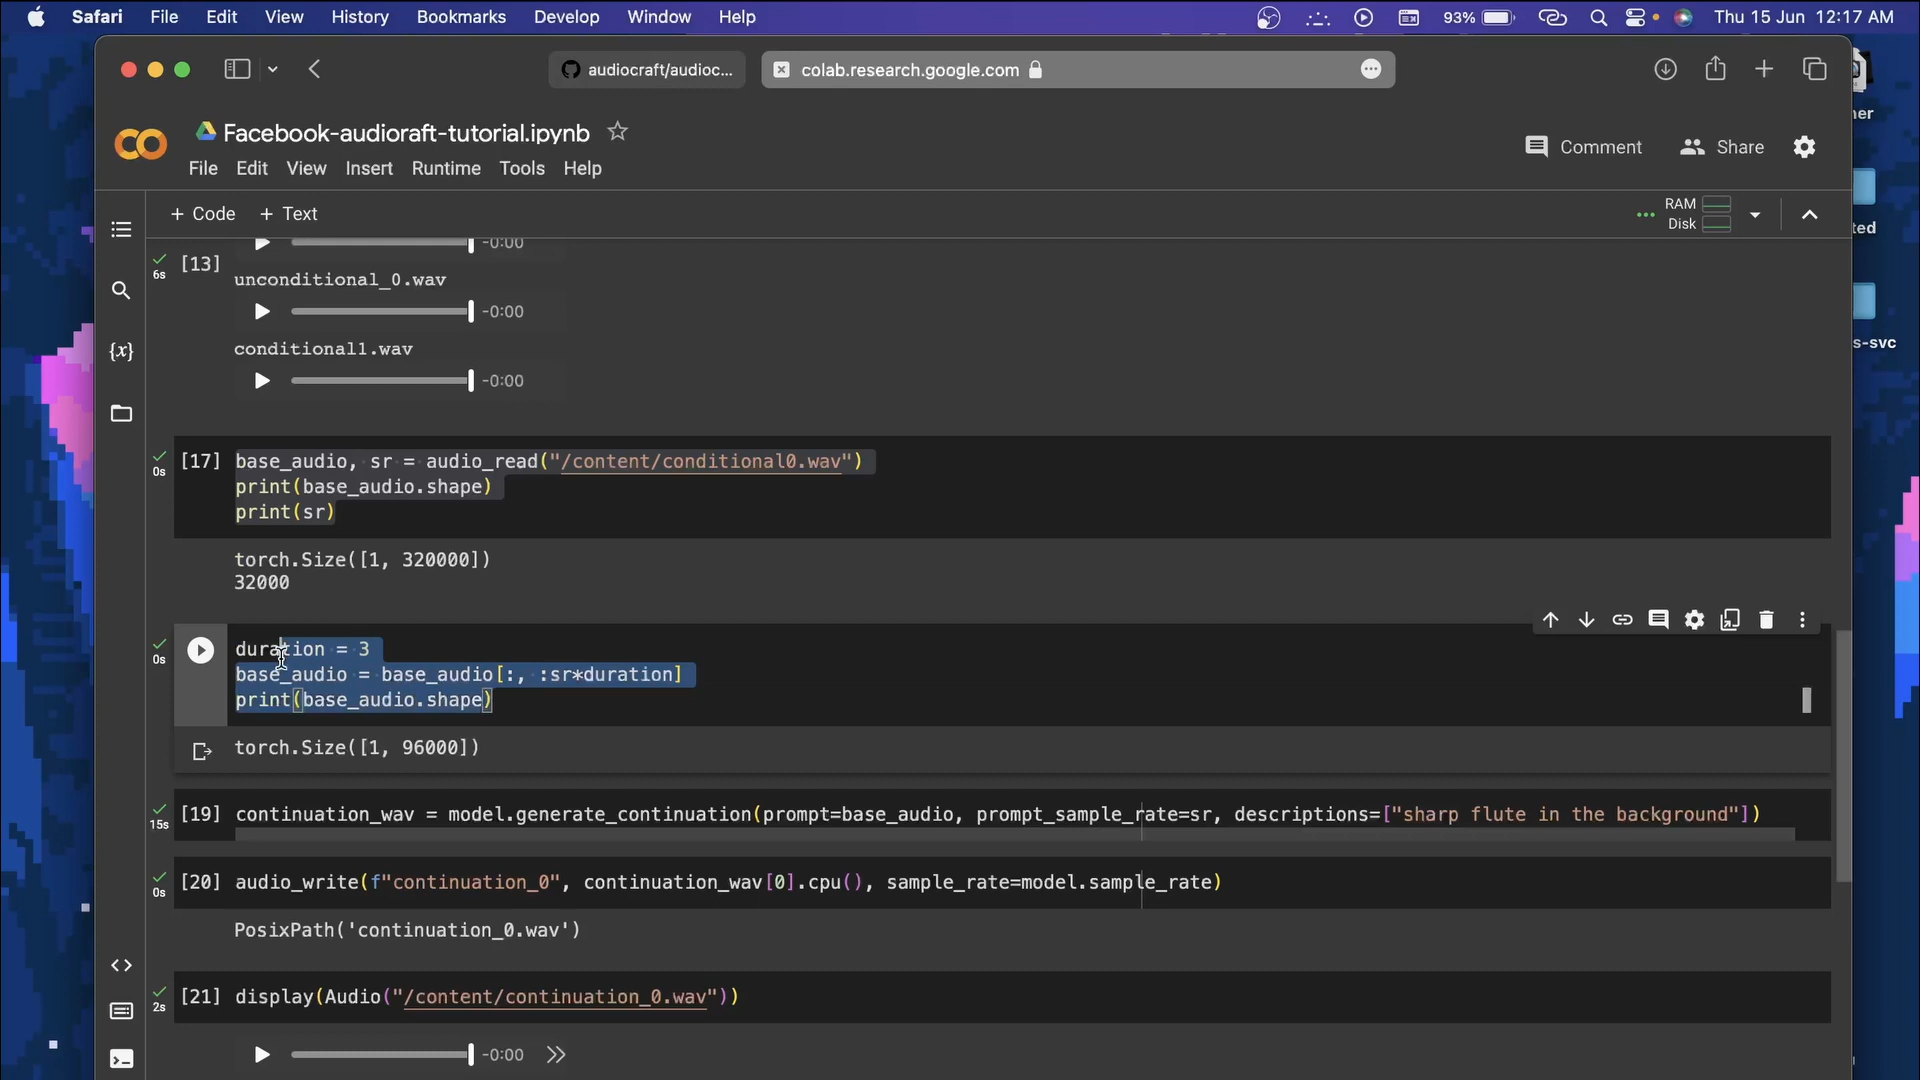 Safari File Edit View History Bookmarks Develop Window Help 93% Thu 15 Jun 12:17 AM
audiocraft/audioc... colab.research.google.com
Facebook-audioraft-tutorial.ipynb
Comment Share
File Edit View Insert Runtime Tools Help
+ Code + Text
RAM
Disk
-0:00
[13]
6s
unconditional_0.wav
-0:00
conditional1.wav
-0:00
[17] base_audio, sr = audio_read("/content/conditional0.wav")
0s
print(base_audio.shape)
print(sr)
torch.Size([1, 320000])
32000
duration = 3
0s
base_audio = base_audio[:, :sr*duration]
print(base_audio.shape)
torch.Size([1, 96000])
[19] continuation_wav = model.generate_continuation(prompt=base_audio, prompt_sample_rate=sr, descriptions=["sharp flute in the background"])
15s
[20] audio_write(f"continuation_0", continuation_wav[0].cpu(), sample_rate=model.sample_rate)
0s
PosixPath('continuation_0.wav')
[21] display(Audio("/content/continuation_0.wav"))
2s
-0:00
{x}
ner
ted
s-svc